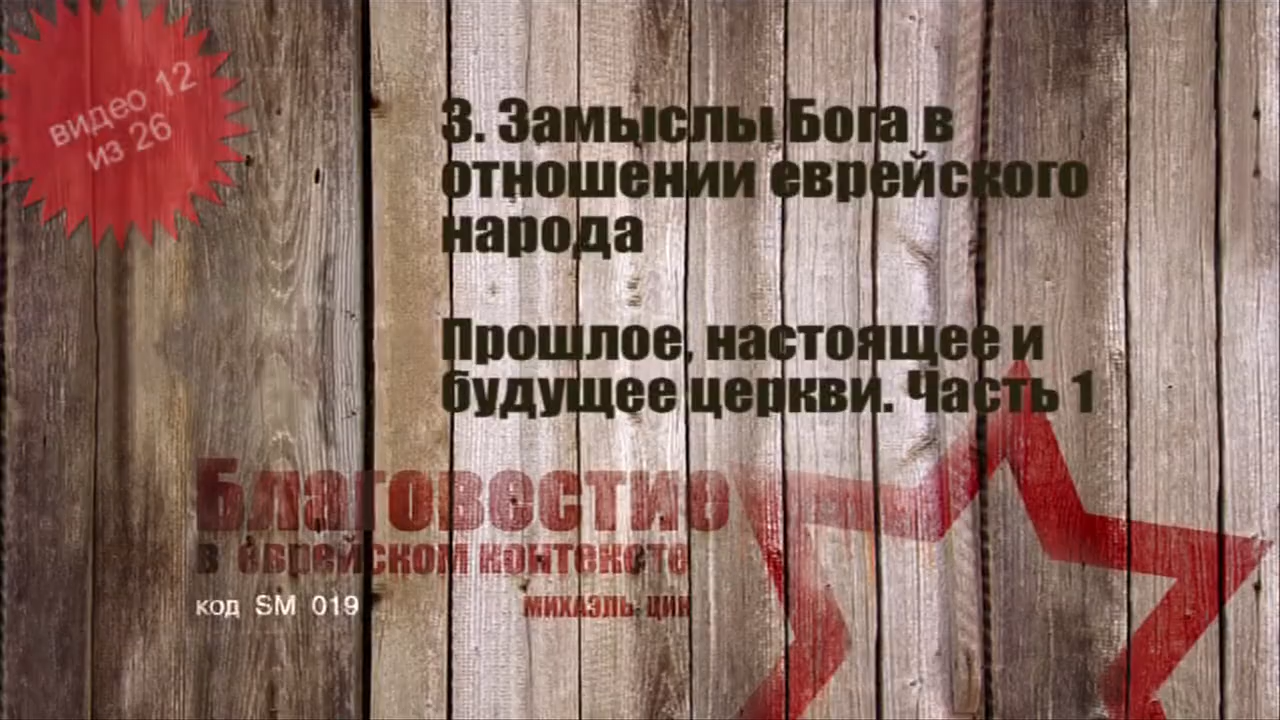 видео 12
из 26
3. Замыслы Бога в
отношении еврейского
народа
Прошлое, настоящее и
будущее церкви. Часть 1
Благовестие
в еврейском контексте
код SM 019
МИХАЭЛЬ ЦИН